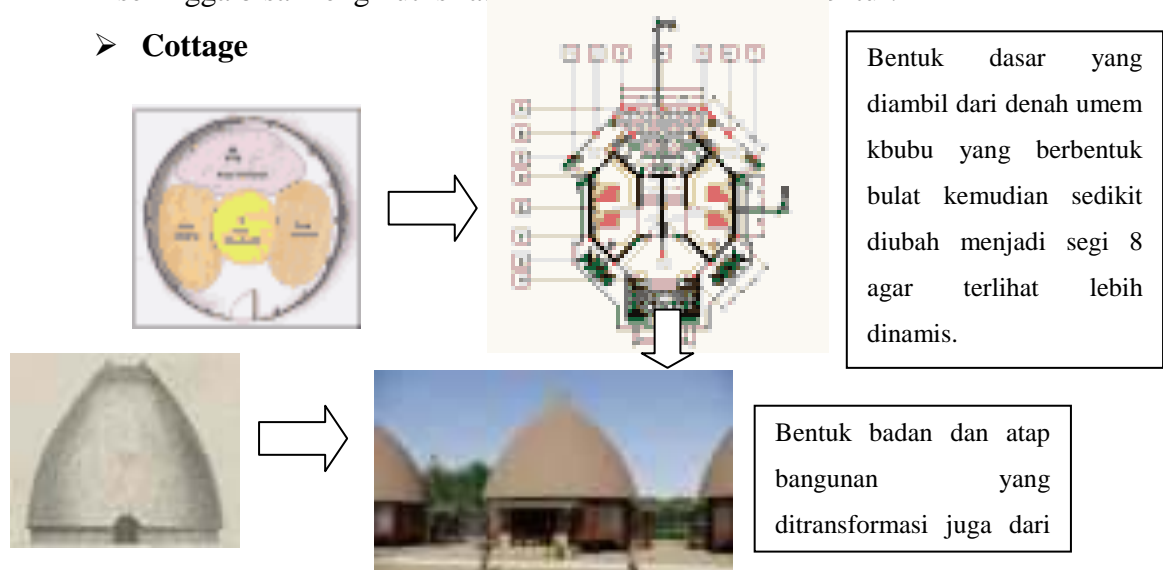 ➢ Cottage
Bentuk dasar yang
diambil dari denah umem
kbubu yang berbentuk
bulat kemudian sedikit
diubah menjadi segi 8
agar terlihat lebih
dinamis.
Bentuk badan dan atap
bangunan yang
ditransformasi juga dari